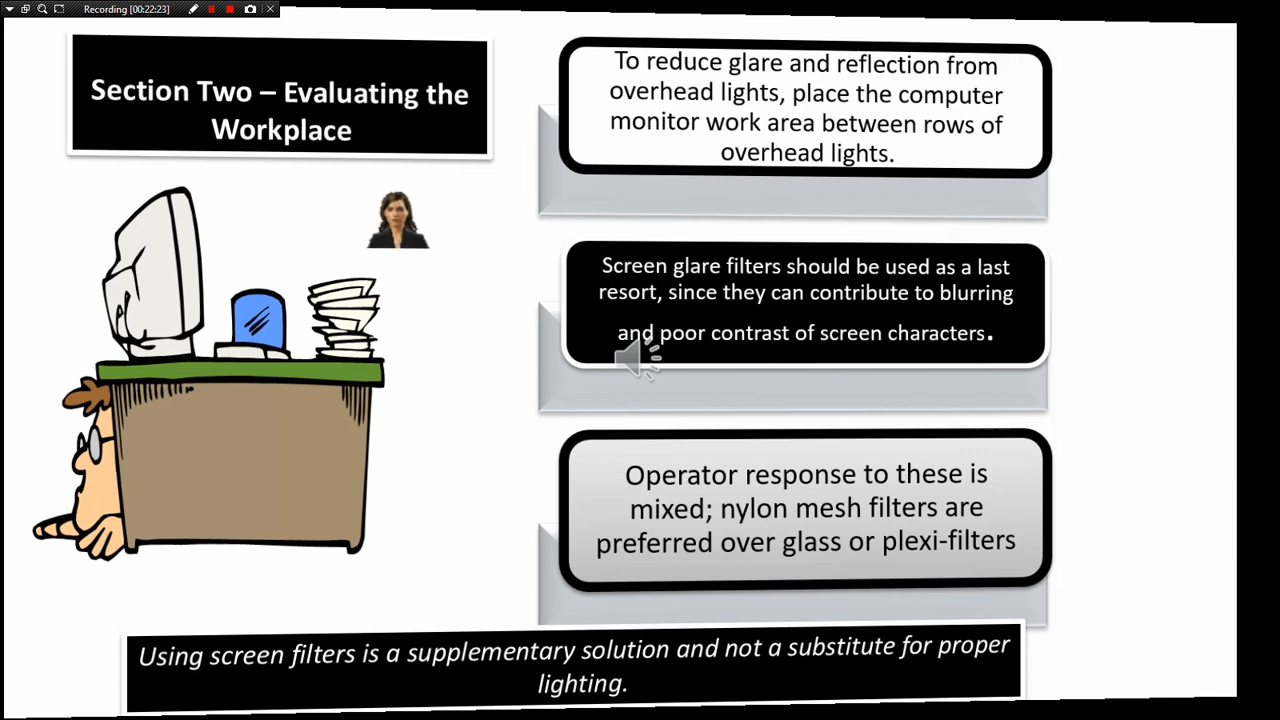 Recording [00:22:23]
Section Two – Evaluating the
Workplace
To reduce glare and reflection from
overhead lights, place the computer
monitor work area between rows of
overhead lights.
Screen glare filters should be used as a last
resort, since they can contribute to blurring
and poor contrast of screen characters.
Operator response to these is
mixed; nylon mesh filters are
preferred over glass or plexi-filters
Using screen filters is a supplementary solution and not a substitute for proper
lighting.